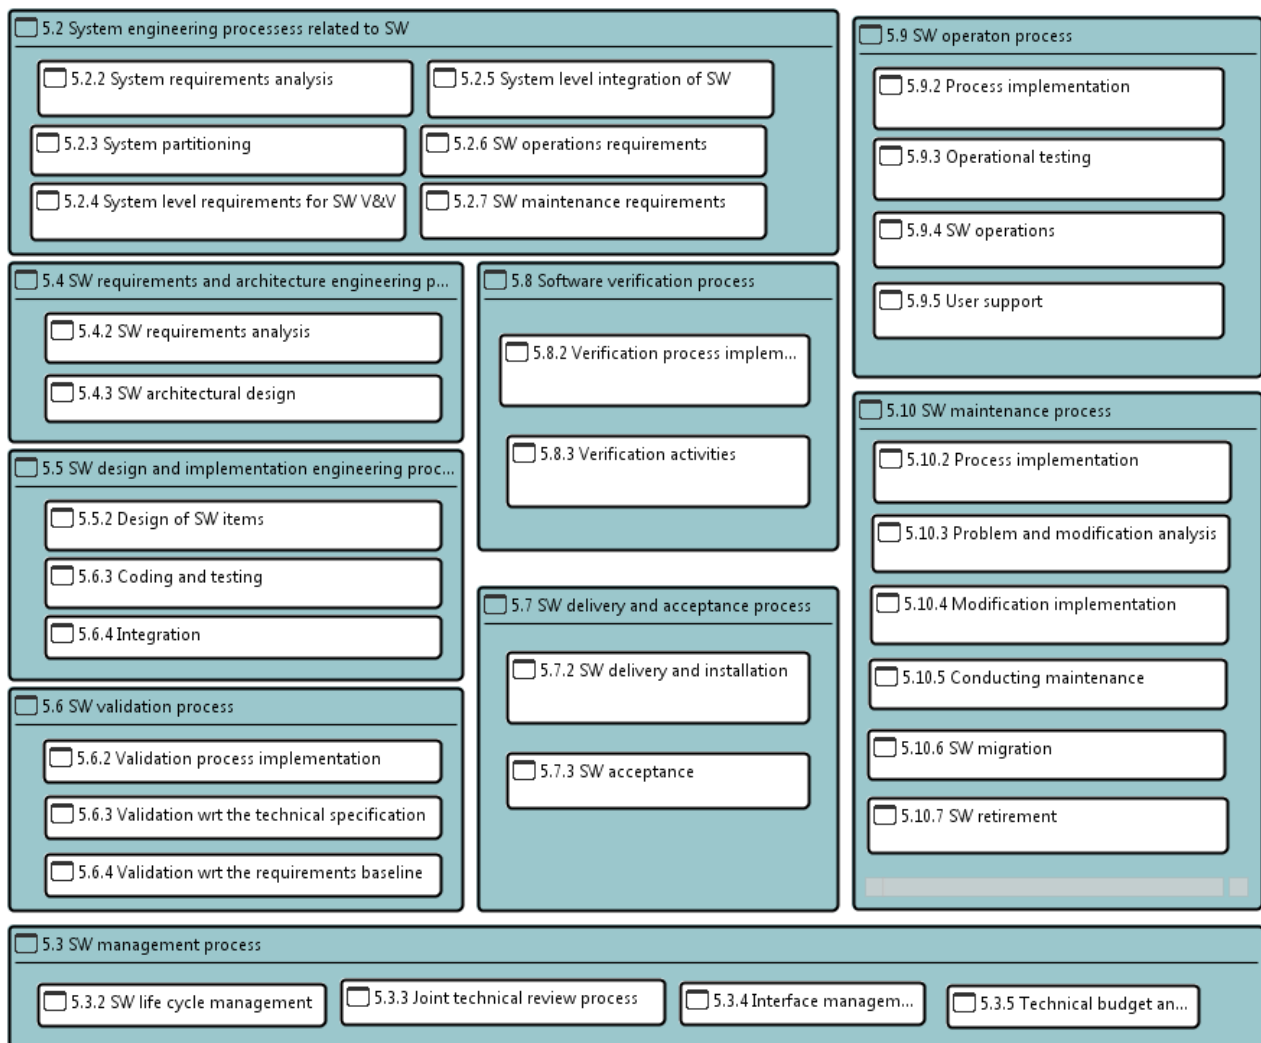 5.2 System engineering processess related to SW
5.2.2 System requirements analysis
5.2.5 System level integration of SW
5.2.3 System partitioning
5.2.6 SW operations requirements
5.2.4 System level requirements for SW V&V
5.2.7 SW maintenance requirements
5.9 SW operaton process
5.9.2 Process implementation
5.9.3 Operational testing
5.9.4 SW operations
5.9.5 User support
5.4 SW requirements and architecture engineering p...
5.4.2 SW requirements analysis
5.4.3 SW architectural design
5.8 Software verification process
5.8.2 Verification process implem...
5.8.3 Verification activities
5.5 SW design and implementation engineering proc...
5.5.2 Design of SW items
5.6.3 Coding and testing
5.6.4 Integration
5.7 SW delivery and acceptance process
5.7.2 SW delivery and installation
5.7.3 SW acceptance
5.10 SW maintenance process
5.10.2 Process implementation
5.10.3 Problem and modification analysis
5.10.4 Modification implementation
5.10.5 Conducting maintenance
5.10.6 SW migration
5.10.7 SW retirement
5.6 SW validation process
5.6.2 Validation process implementation
5.6.3 Validation wrt the technical specification
5.6.4 Validation wrt the requirements baseline
5.3 SW management process
5.3.2 SW life cycle management
5.3.3 Joint technical review process
5.3.4 Interface managem...
5.3.5 Technical budget an...